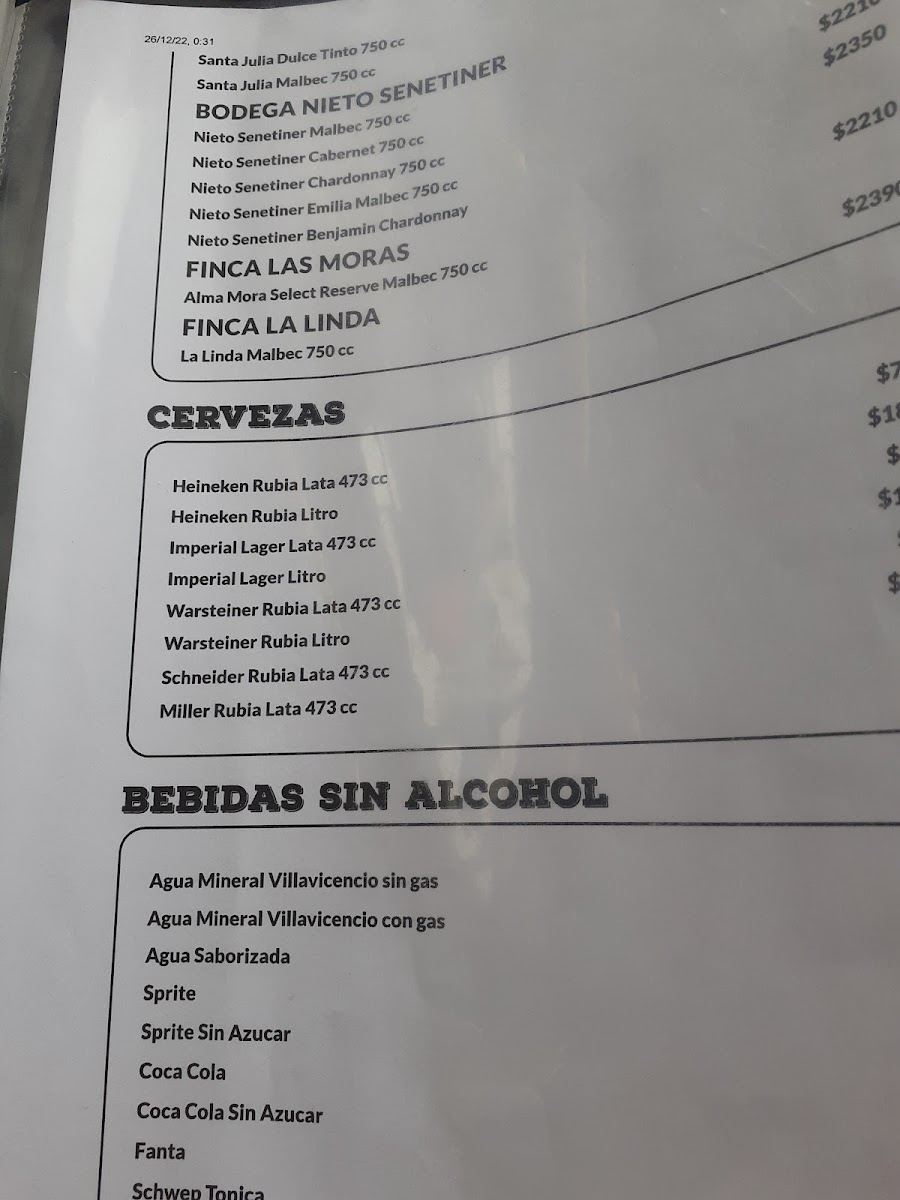 26/12/22, 0:31
Santa Julia Dulce Tinto 750 cc
Santa Julia Malbec 750 cc
BODEGA NIETO SENETINER
Nieto Senetiner Malbec 750 cc
Nieto Senetiner Cabernet 750 cc
Nieto Senetiner Chardonnay 750 cc
Nieto Senetiner Emilia Malbec 750 cc
Nieto Senetiner Benjamin Chardonnay
FINCA LAS MORAS
Alma Mora Select Reserve Malbec 750 cc
FINCA LA LINDA
La Linda Malbec 750 cc
$2210
$2350
$2210
$2390
CERVEZAS
Heineken Rubia Lata 473 cc
Heineken Rubia Litro
Imperial Lager Lata 473 cc
Imperial Lager Litro
Warsteiner Rubia Lata 473 cc
Warsteiner Rubia Litro
Schneider Rubia Lata 473 cc
Miller Rubia Lata 473 cc
BEBIDAS SIN ALCOHOL
Agua Mineral Villavicencio sin gas
Agua Mineral Villavicencio con gas
Agua Saborizada
Sprite
Sprite Sin Azucar
Coca Cola
Coca Cola Sin Azucar
Fanta
Schwep Tonica